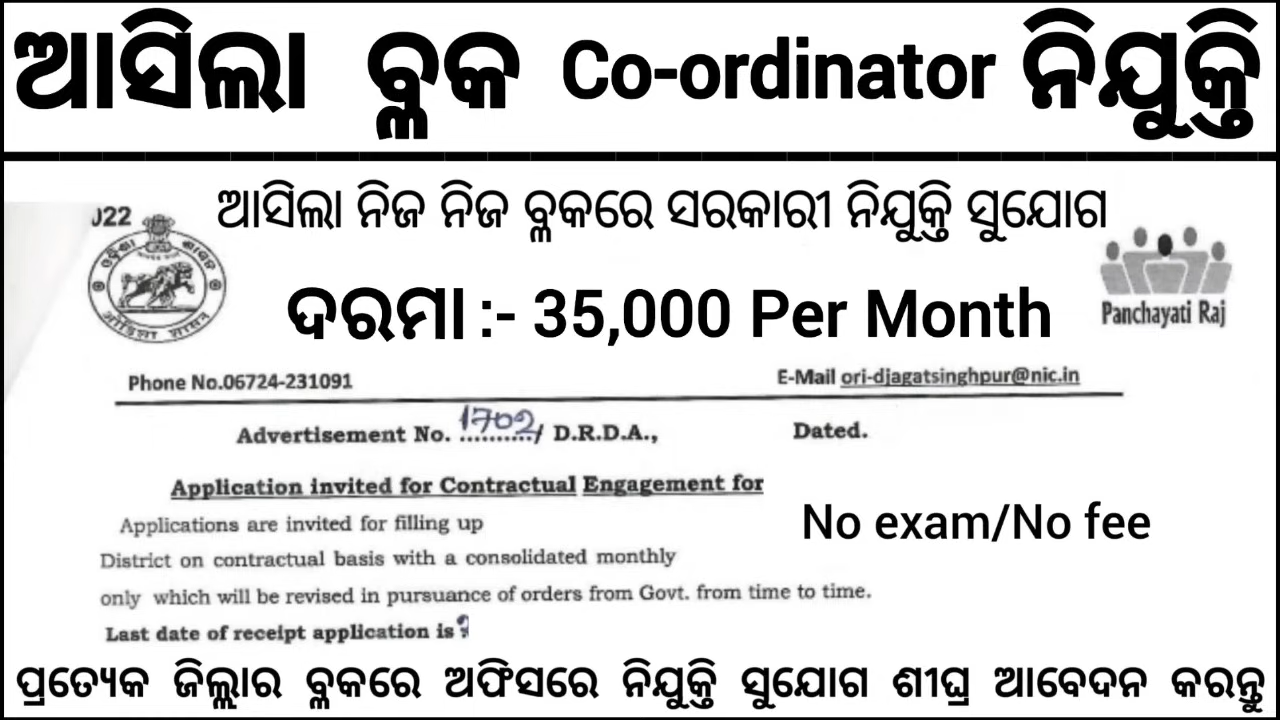 ଆସିଲା ବ୍ଲକ Co-ordinator ନିଯୁକ୍ତି
ଆସିଲା ନିଜ ନିଜ ବ୍ଲକରେ ସରକାରୀ ନିଯୁକ୍ତି ସୁଯୋଗ
022
ଦରମା :- 35,000 Per Month
Panchayati Raj
Phone No.06724-231091 E-Mail ori-djagatsinghpur@nic.in
Advertisement No. 1702/ D.R.D.A., Dated.
Application invited for Contractual Engagement for
Applications are invited for filling up
No exam/No fee
District on contractual basis with a consolidated monthly
only which will be revised in pursuance of orders from Govt. from time to time.
Last date of receipt application is
ପ୍ରତ୍ୟେକ ଜିଲ୍ଲାର ବ୍ଲକରେ ଅଫିସରେ ନିଯୁକ୍ତି ସୁଯୋଗ ଶୀଘ୍ର ଆବେଦନ କରନ୍ତୁ